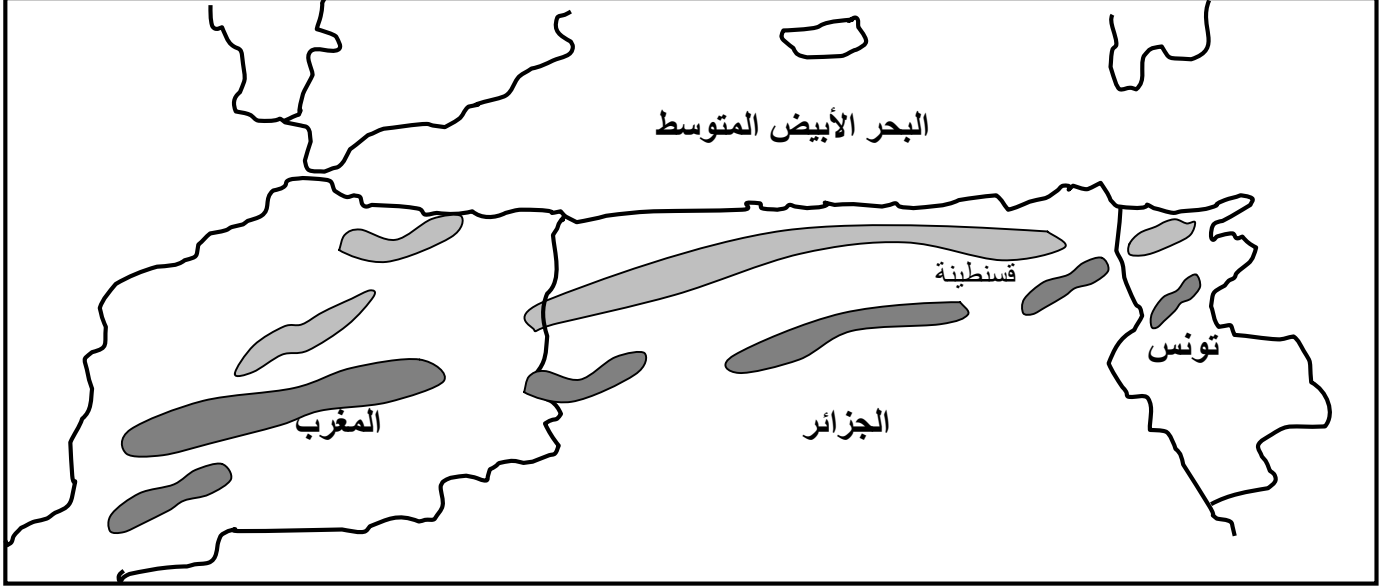 البحر الأبيض المتوسط
قسنطينة
تونس
المغرب
الجزائر